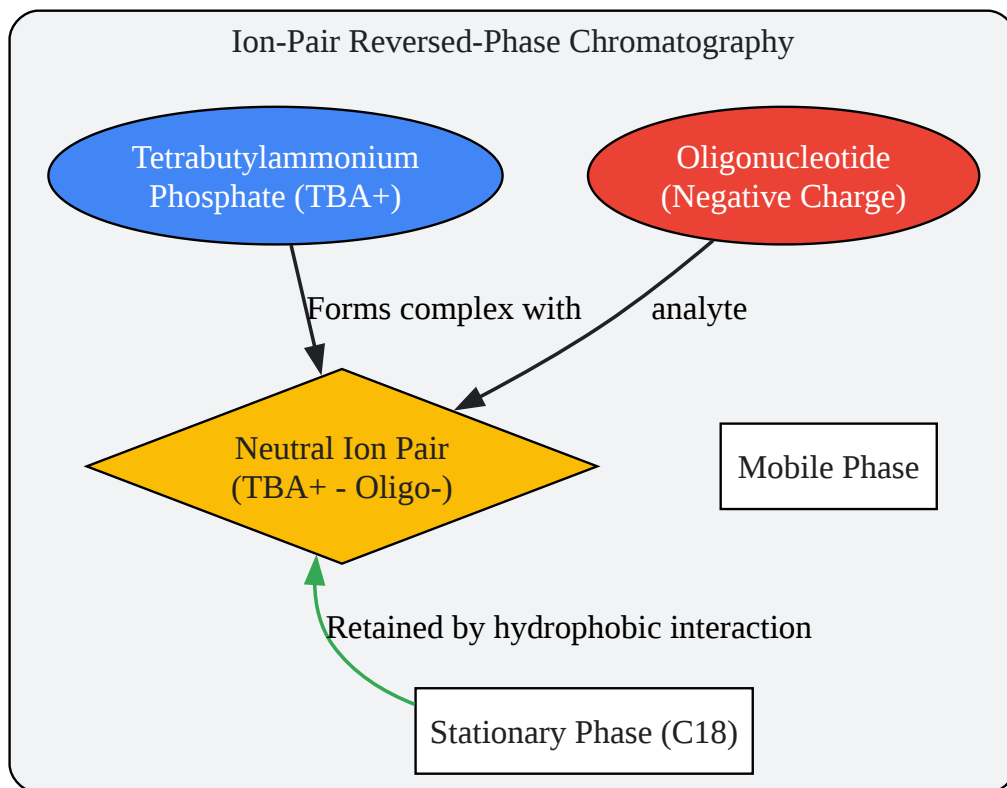 Ion-Pair Reversed-Phase Chromatography
Tetrabutylammonium
Phosphate (TBA+)
Oligonucleotide
(Negative Charge)
Forms complex with
analyte
Neutral Ion Pair
(TBA+ - Oligo-)
Mobile Phase
Retained by hydrophobic interaction
Stationary Phase (C18)